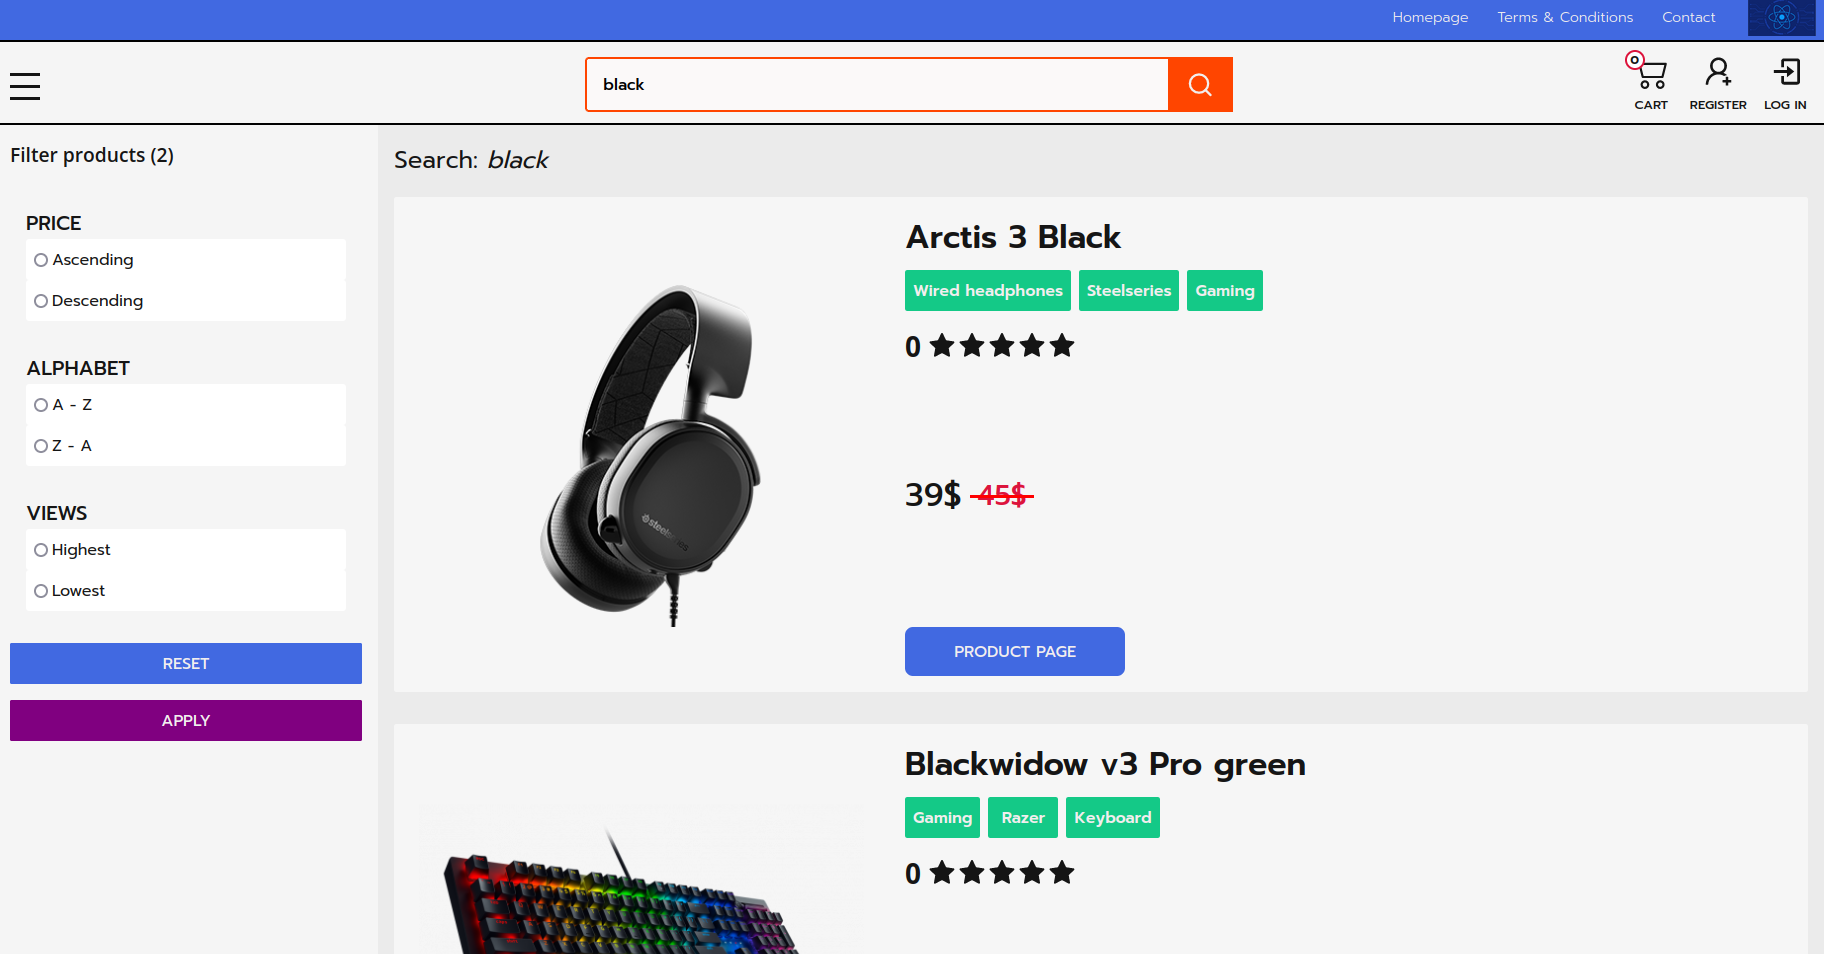 Homepage Terms & Conditions Contact
black
0
CART REGISTER LOG IN
Filter products (2)
PRICE
Ascending
Descending
ALPHABET
A - Z
Z - A
VIEWS
Highest
Lowest
RESET
APPLY
Search: black
Arctis 3 Black
Wired headphones Steelseries Gaming
0
39$ 45$
PRODUCT PAGE
Blackwidow v3 Pro green
Gaming Razer Keyboard
0